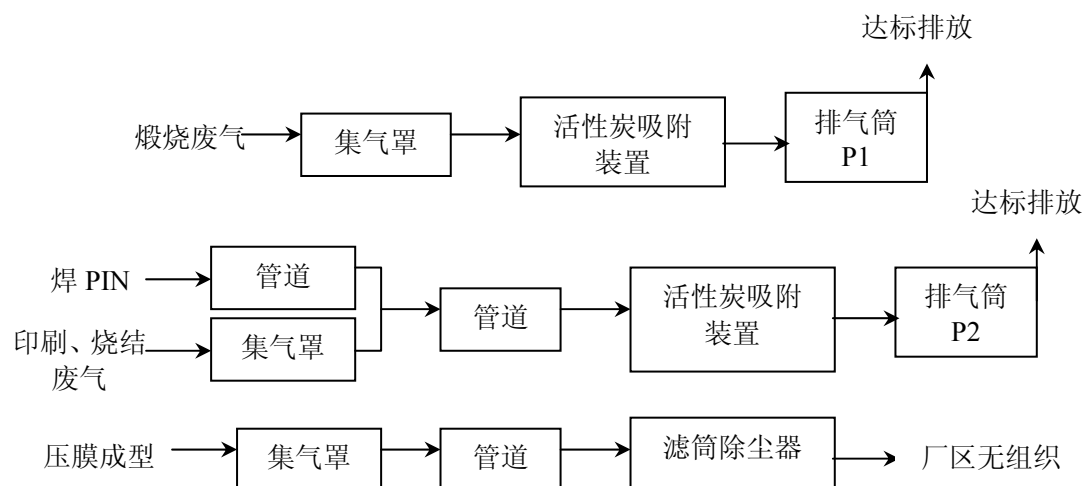 达标排放
煅烧废气
集气罩
活性炭吸附
装置
排气筒
P1
达标排放
焊 PIN
管道
印刷、烧结
废气
集气罩
管道
活性炭吸附
装置
排气筒
P2
压膜成型
集气罩
管道
滤筒除尘器
厂区无组织